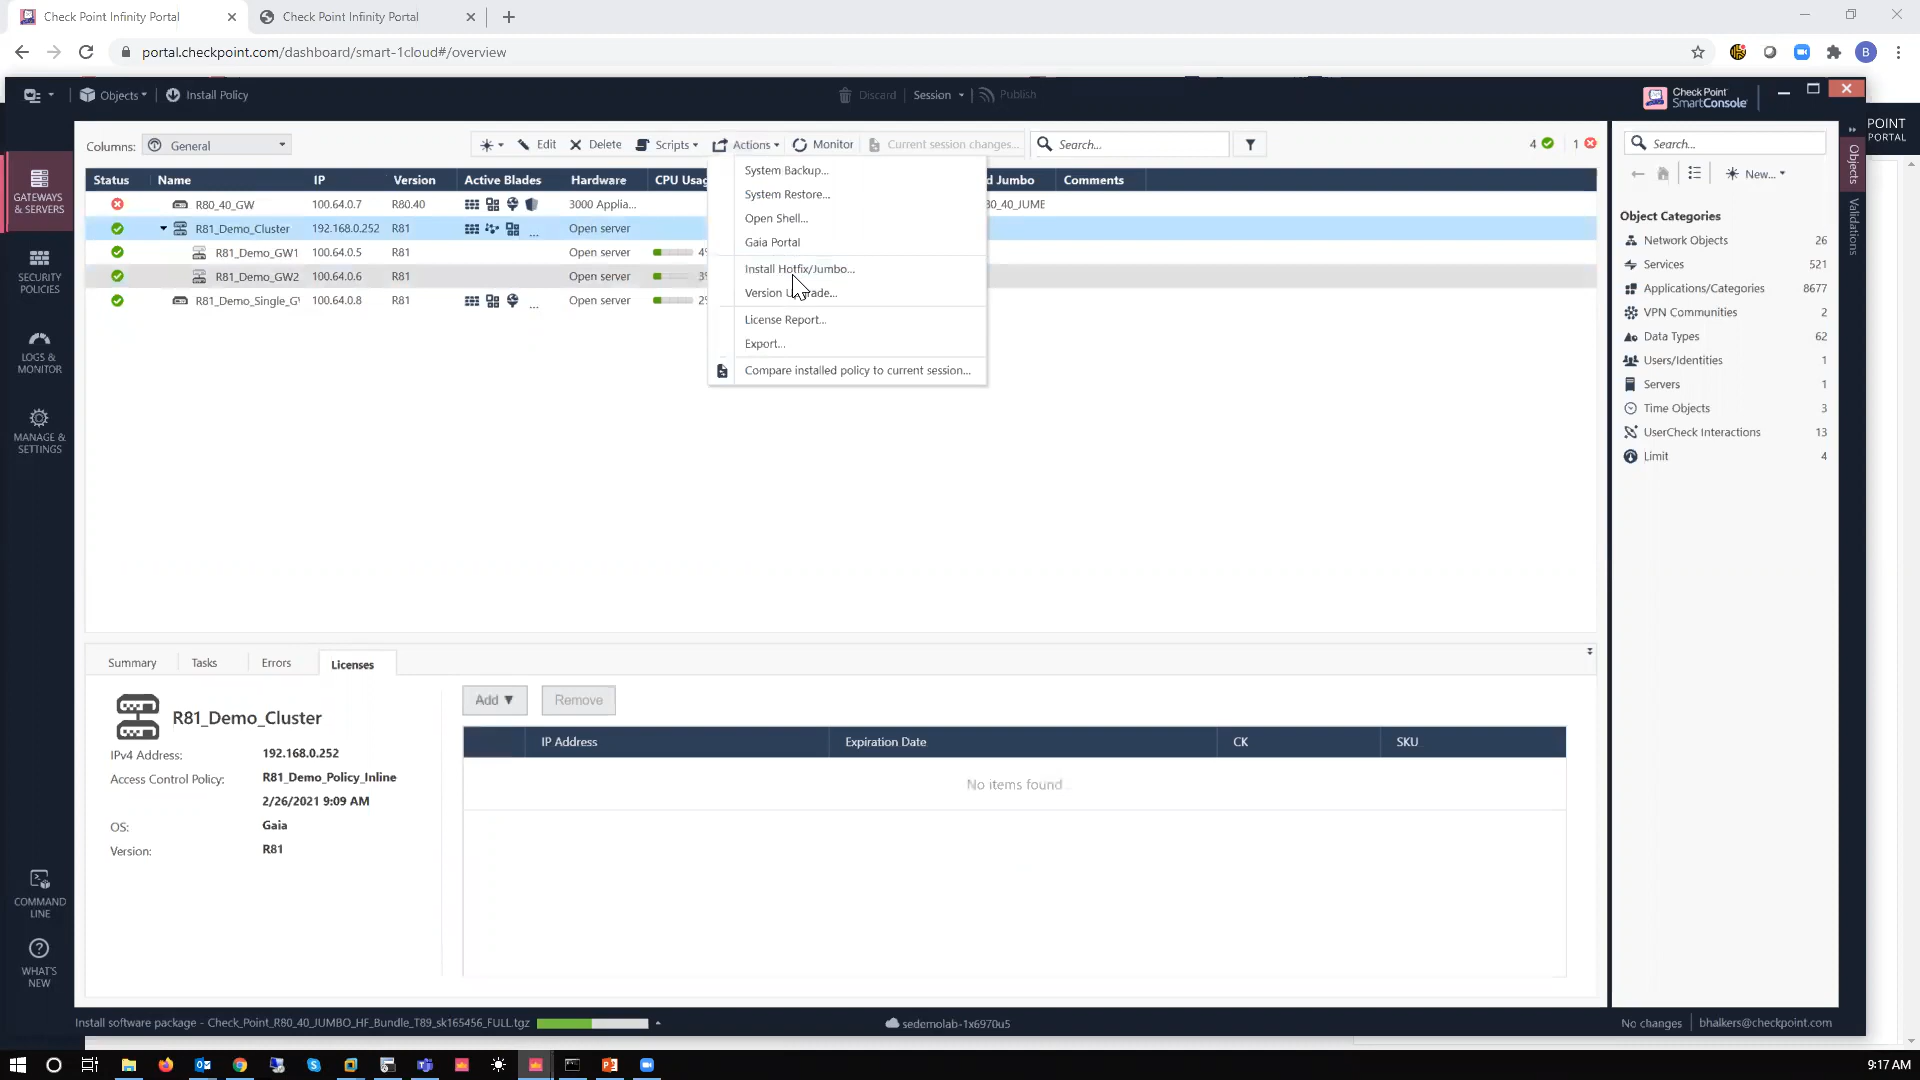 Check Point Infinity Portal
Check Point Infinity Portal
portal.checkpoint.com/dashboard/smart-1cloud#/overview
B
Objects
Install Policy
Discard
Session
Publish
Check Point
SmartConsole
POINT
PORTAL
Columns:
General
Edit
Delete
Scripts
Actions
Monitor
Current session changes...
Search...
4
1
Status
Name
IP
Version
Active Blades
Hardware
CPU Usag
d Jumbo
Comments
R80_40_GW 100.64.0.7 R80.40 3000 Applia... 80_40_JUME
R81_Demo_Cluster 192.168.0.252 R81 ... Open server
R81_Demo_GW1 100.64.0.5 R81 Open server 4%
R81_Demo_GW2 100.64.0.6 R81 Open server 3%
R81_Demo_Single_G 100.64.0.8 R81 ... Open server 2%
System Backup...
System Restore...
Open Shell...
Gaia Portal
Install Hotfix/Jumbo...
License Report...
Export...
Compare installed policy to current session...
GATEWAYS
& SERVERS
SECURITY
POLICIES
LOGS &
MONITOR
MANAGE &
SETTINGS
COMMAND
LINE
WHAT'S
NEW
Search...
New...
Object Categories
Network Objects 26
Services 521
Applications/Categories 8677
VPN Communities 2
Data Types 62
Users/Identities 1
Servers 1
Time Objects 3
UserCheck Interactions 13
Limit 4
Objects
Validations
Summary
Tasks
Errors
Licenses
R81_Demo_Cluster
IPv4 Address: 192.168.0.252
Access Control Policy: R81_Demo_Policy_Inline
2/26/2021 9:09 AM
OS: Gaia
Version: R81
Add
Remove
IP Address
Expiration Date
CK
SKU
No items found
Install software package - Check_Point_R80_40_JUMBO_HF_Bundle_T89_sk165456_FULL.tgz
sedemolab-1x6970u5
No changes
bhalkers@checkpoint.com
9:17 AM